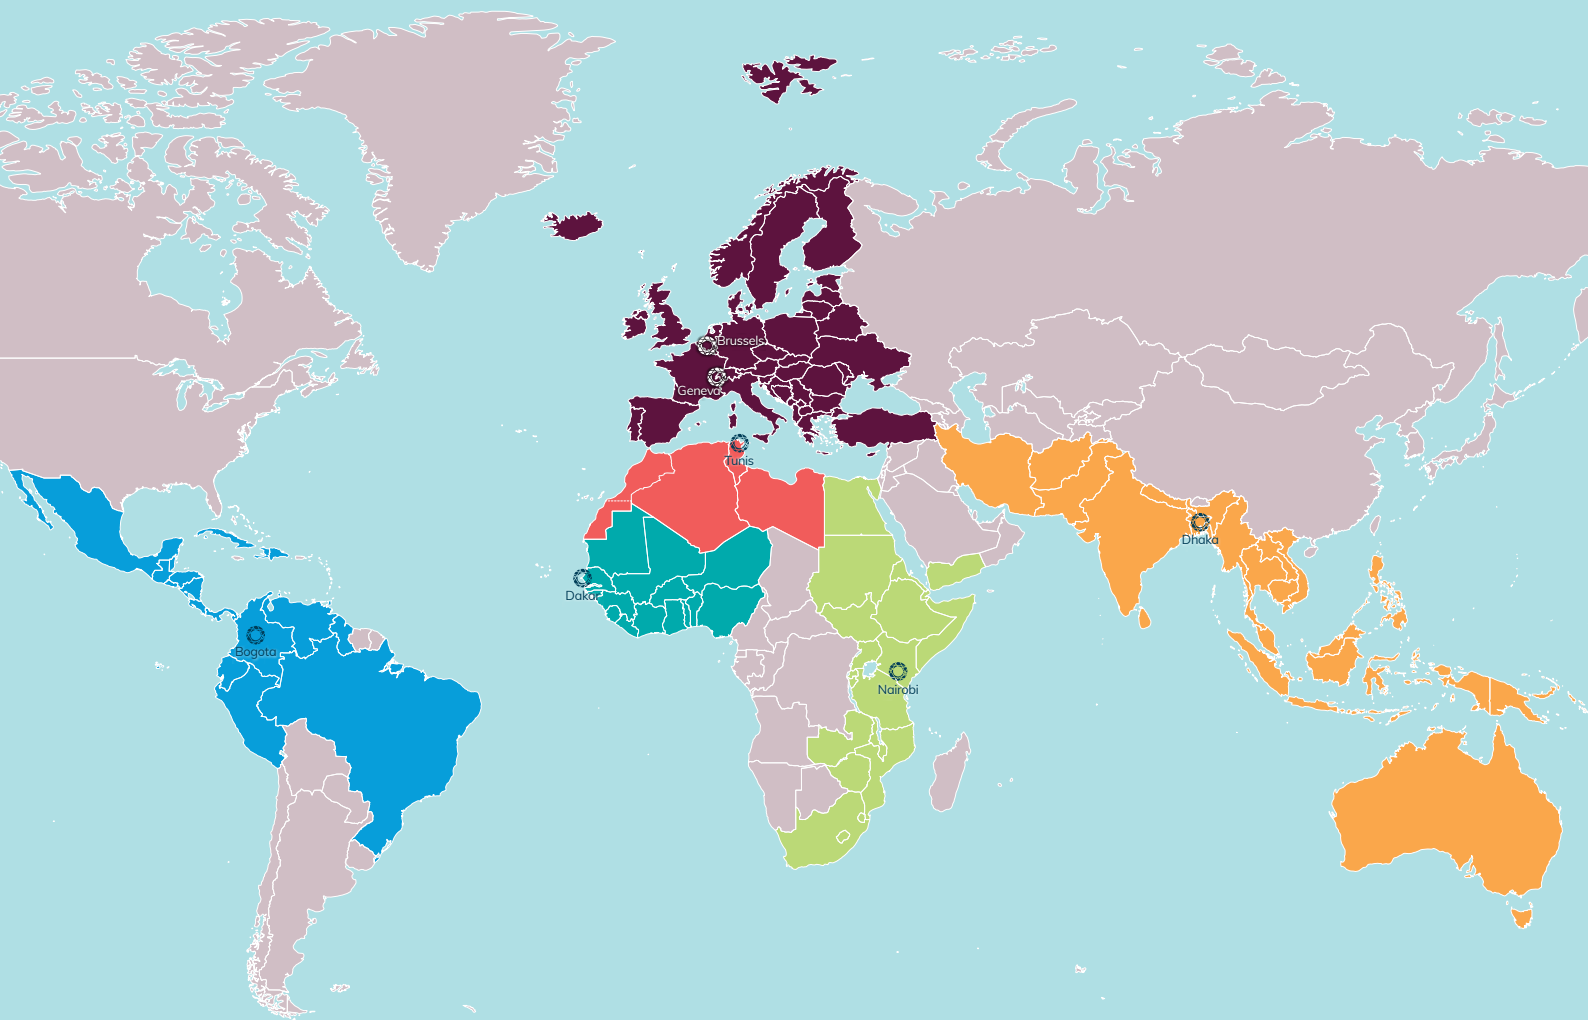 Brussels
Geneva
Tunis
Dhaka
Dakar
Bogota
Nairobi